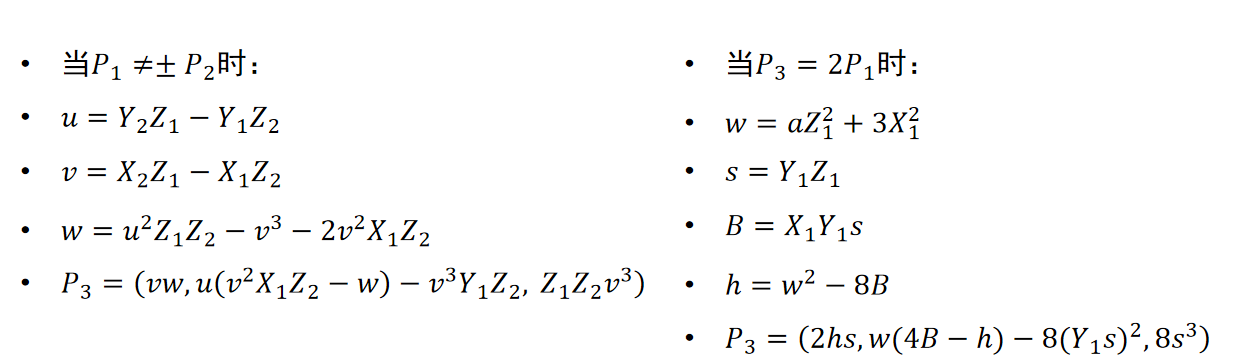 • 当𝑃₁ ≠± 𝑃₂时：
• 𝑢 = 𝑌₂𝑍₁ − 𝑌₁𝑍₂
• 𝑣 = 𝑋₂𝑍₁ − 𝑋₁𝑍₂
• 𝑤 = 𝑢²𝑍₁𝑍₂ − 𝑣³ − 2𝑣²𝑋₁𝑍₂
• 𝑃₃ = (𝑣𝑤, 𝑢(𝑣²𝑋₁𝑍₂ − 𝑤) − 𝑣³𝑌₁𝑍₂, 𝑍₁𝑍₂𝑣³)
• 当𝑃₃ = 2𝑃₁时：
• 𝑤 = 𝑎𝑍₁² + 3𝑋₁²
• 𝑠 = 𝑌₁𝑍₁
• 𝐵 = 𝑋₁𝑌₁𝑠
• ℎ = 𝑤² − 8𝐵
• 𝑃₃ = (2ℎ𝑠, 𝑤(4𝐵 − ℎ) − 8(𝑌₁𝑠)², 8𝑠³)